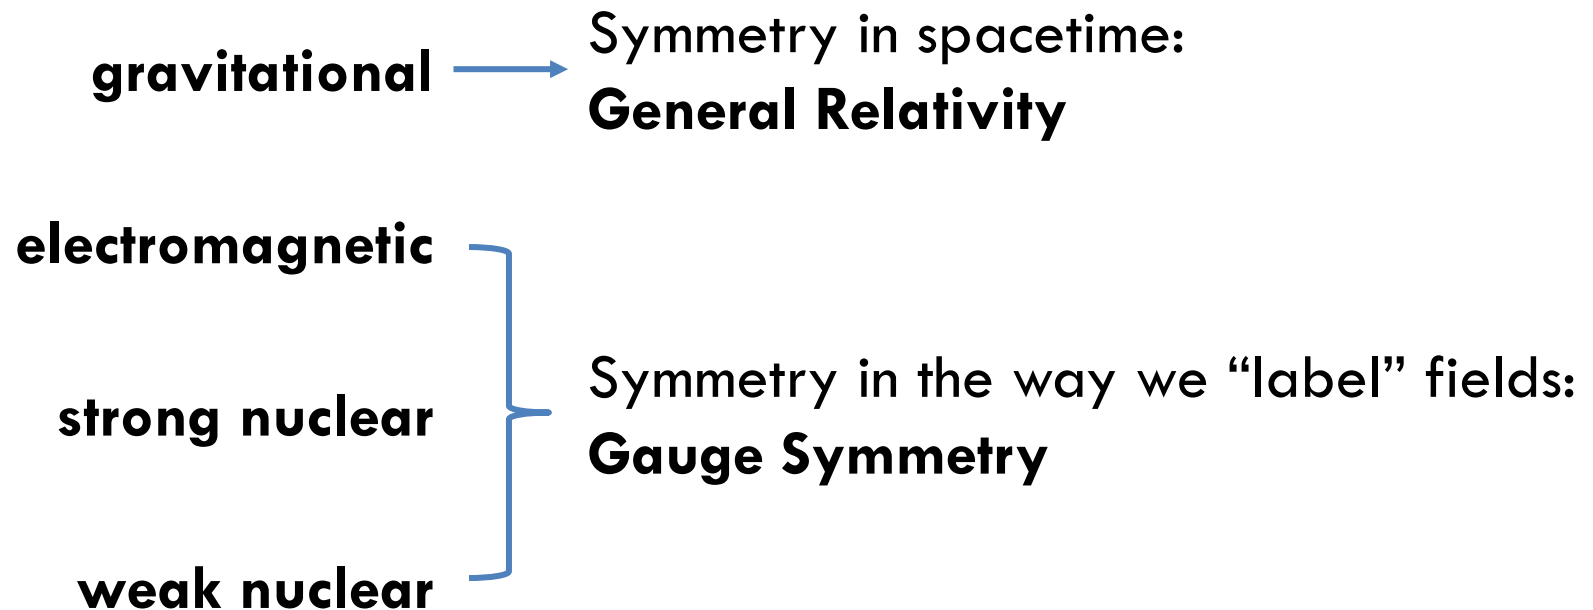 gravitational
Symmetry in spacetime:
General Relativity
electromagnetic
strong nuclear
Symmetry in the way we “label” fields:
Gauge Symmetry
weak nuclear